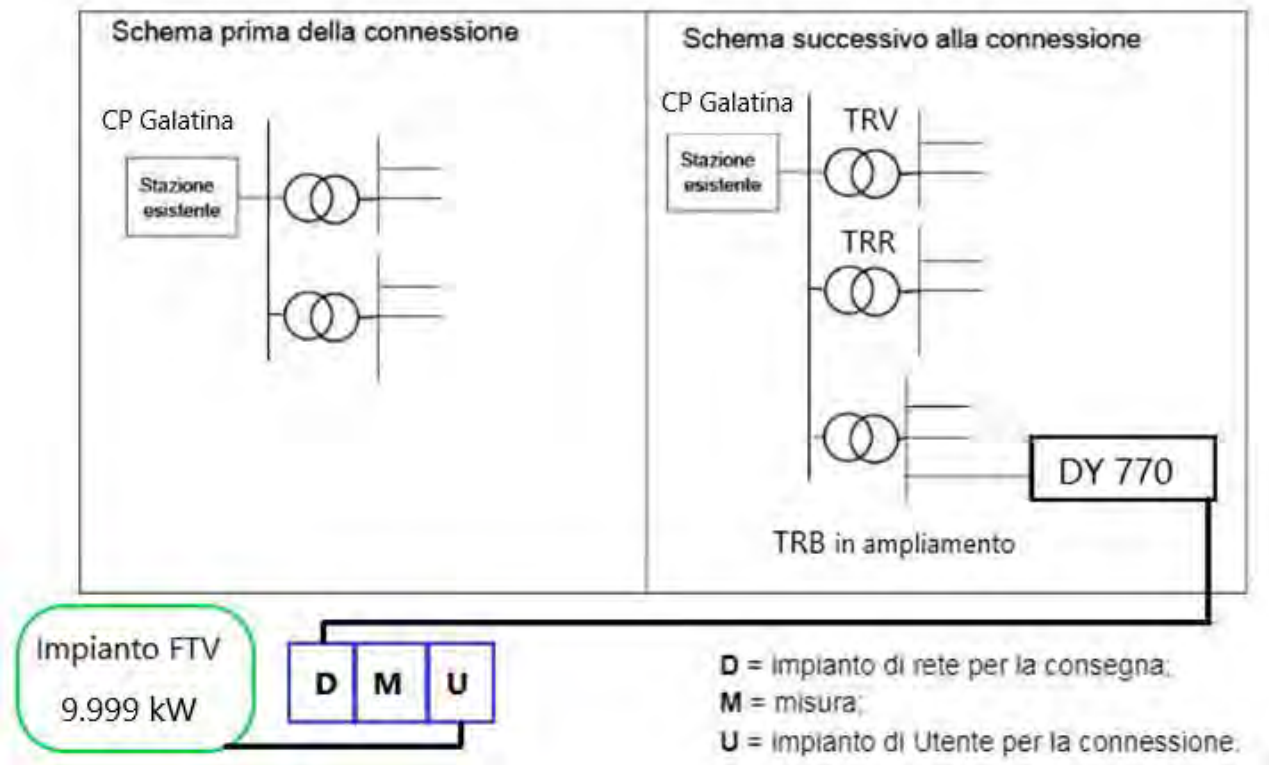 Schema prima della connessione
CP Galatina
Stazione
esistente
Schema successivo alla connessione
CP Galatina
Stazione
esistente
TRV
TRR
DY 770
TRB in ampliamento
Impianto FTV
9.999 kW
D M U
D = impianto di rete per la consegna;
M = misura;
U = impianto di Utente per la connessione.